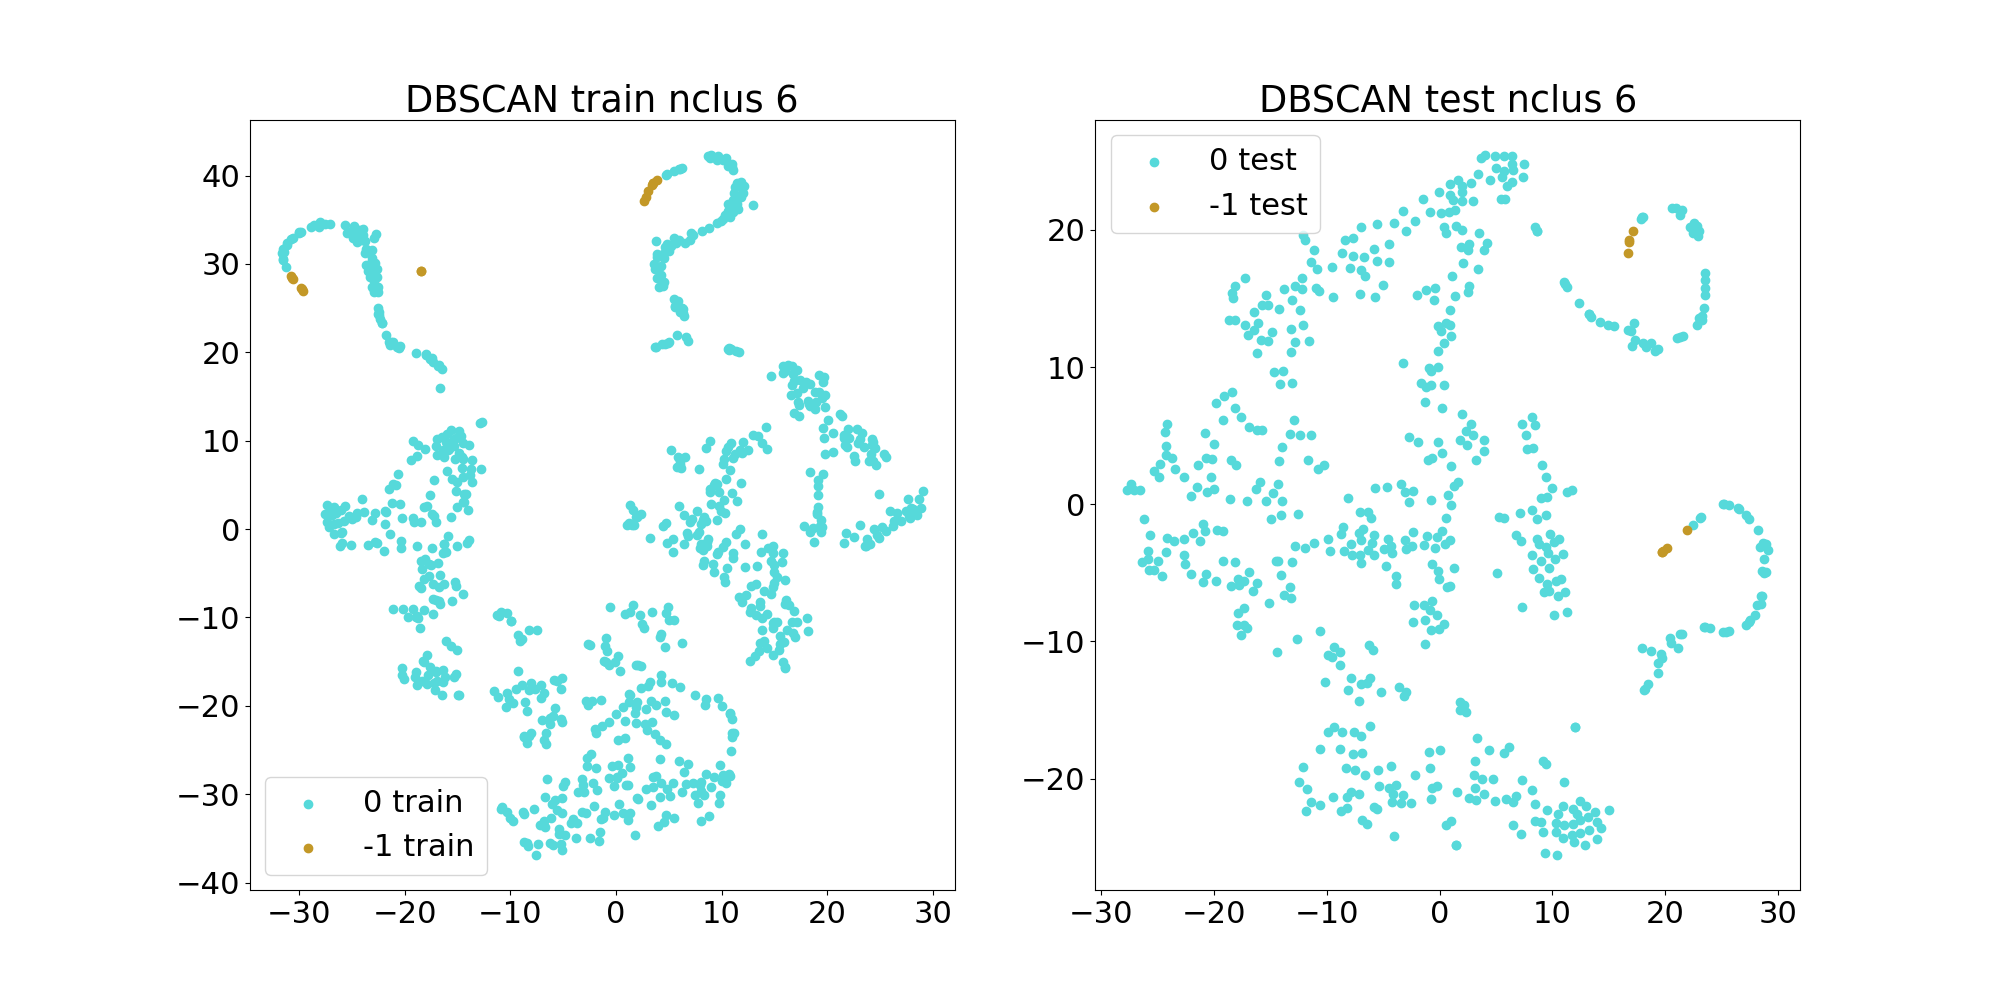 DBSCAN train nclus 6
40
30
20
10
0
−10
−20
−30
−40
−30 −20 −10 0 10 20 30
0 train
-1 train
DBSCAN test nclus 6
0 test
-1 test
20
10
0
−10
−20
−30 −20 −10 0 10 20 30